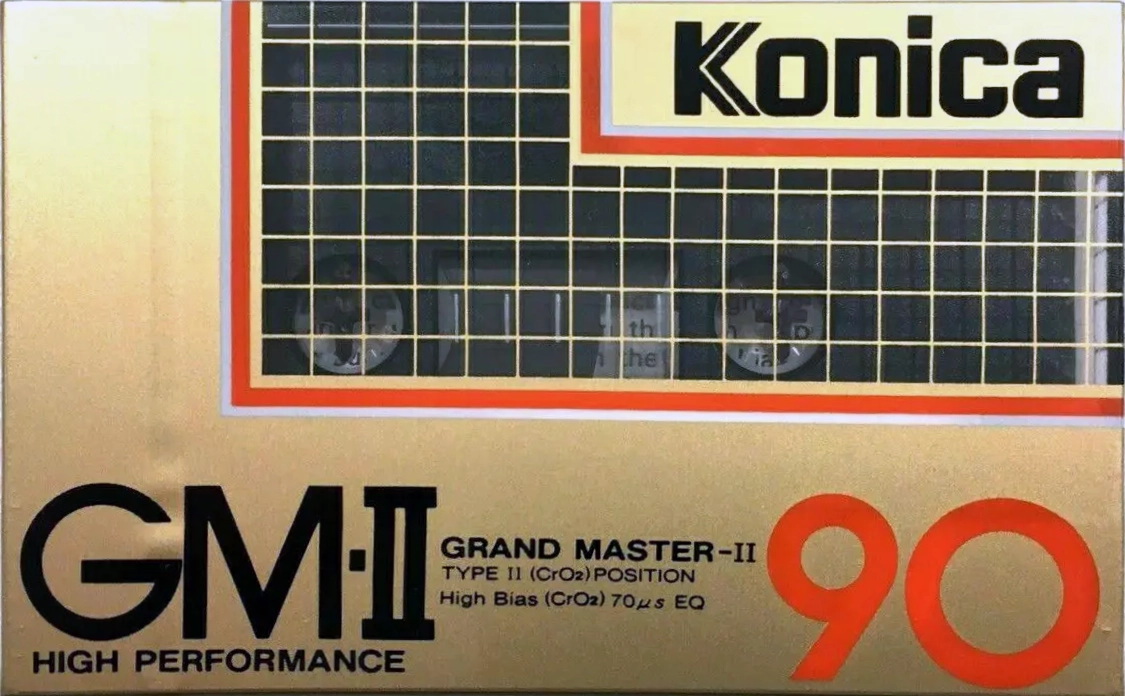 Konica
GM·II
GRAND MASTER-II
TYPE II (CrO₂) POSITION
High Bias (CrO₂) 70μs EQ
HIGH PERFORMANCE
90